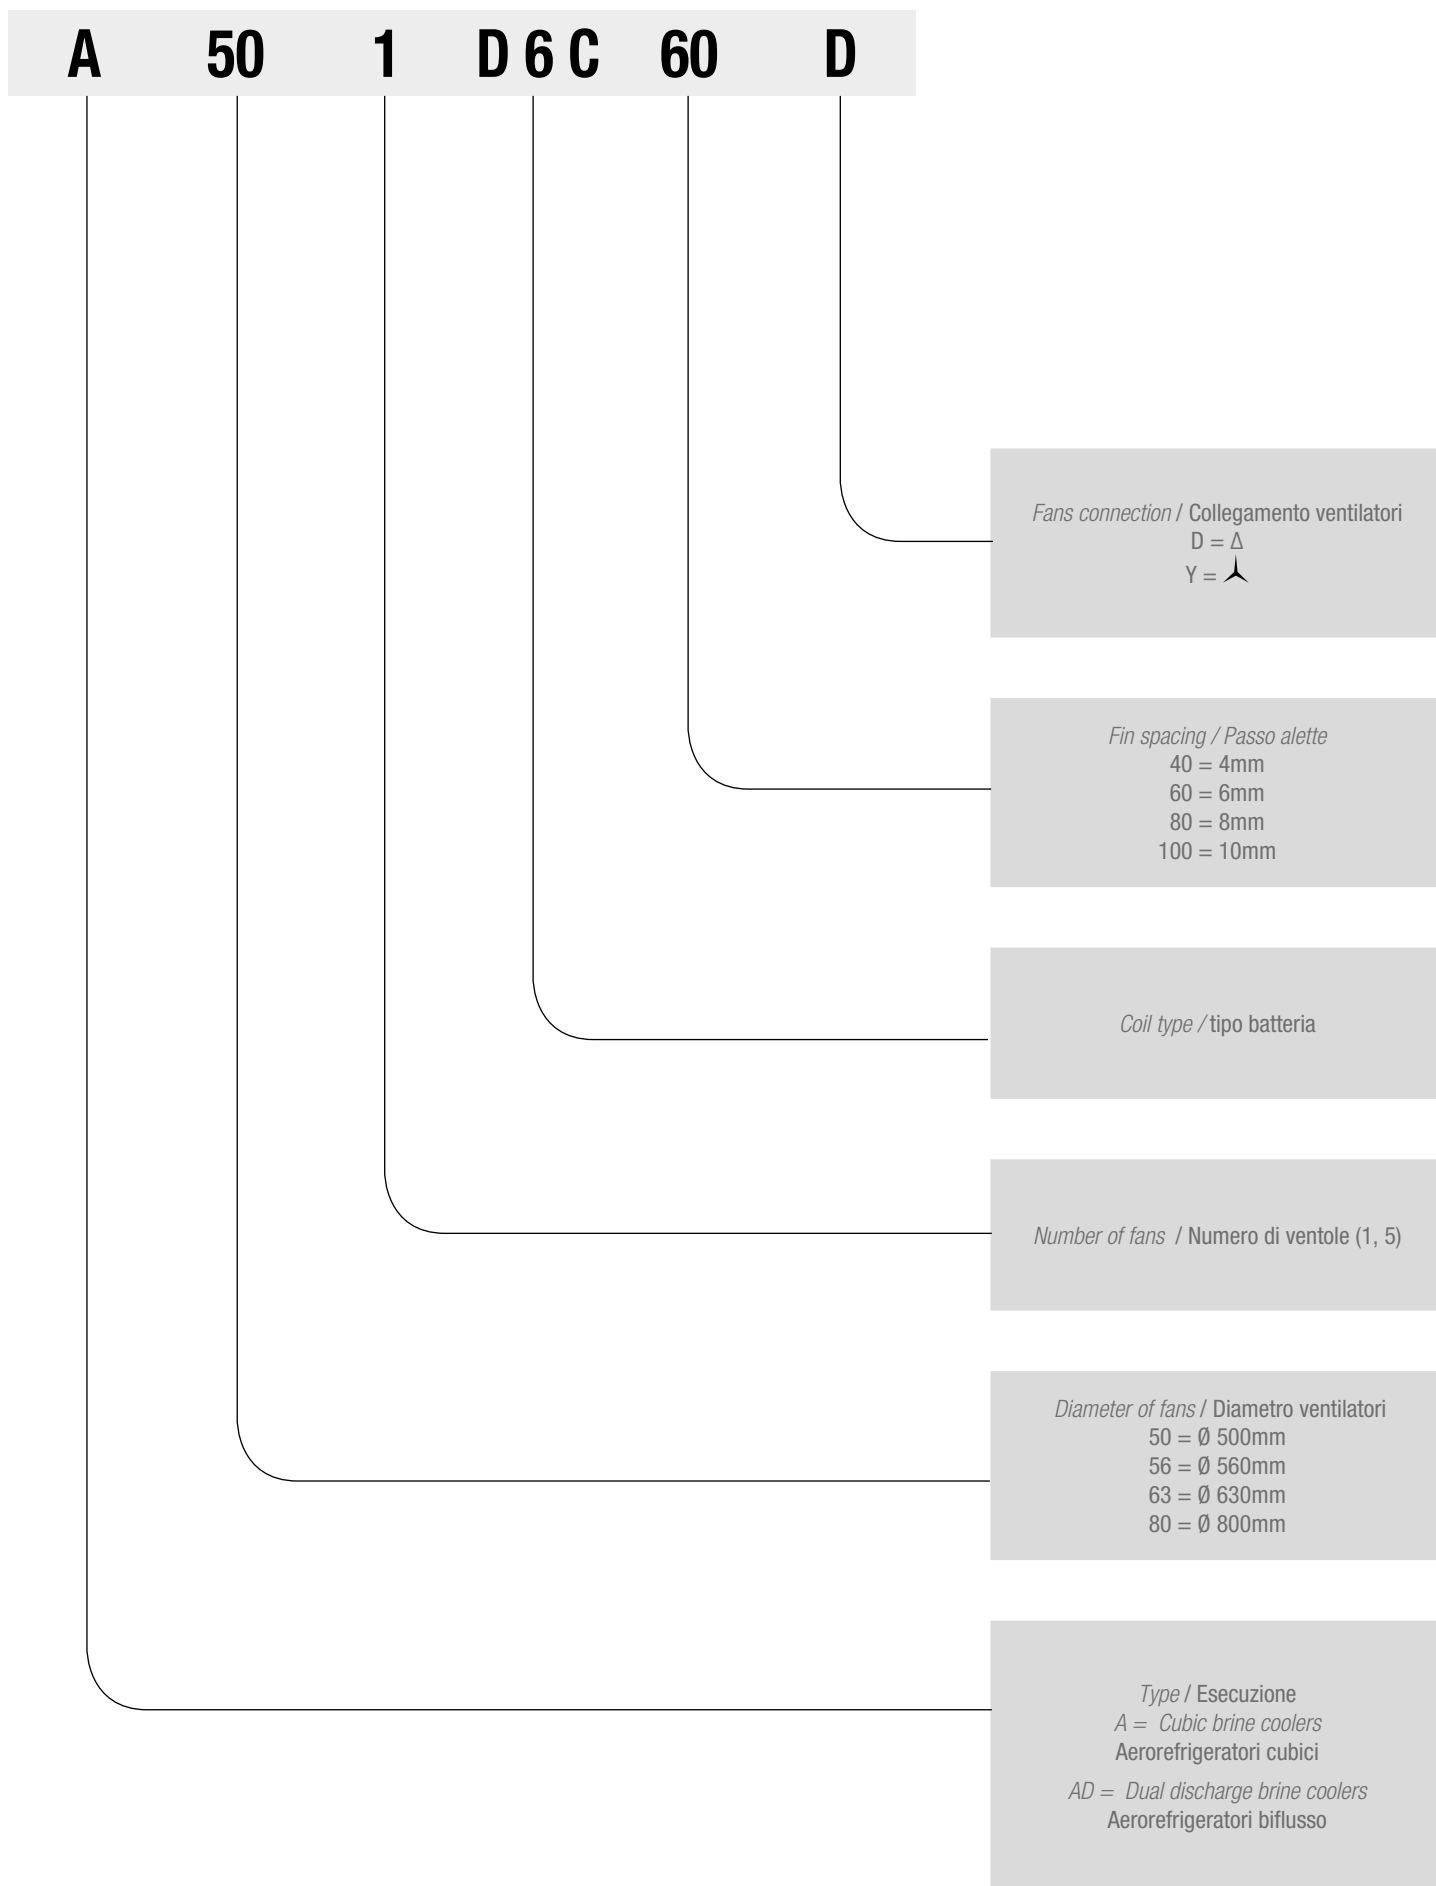 A 50 1 D 6 C 60 D
Fans connection / Collegamento ventilatori
D = Δ
Y =
Fin spacing / Passo alette
40 = 4mm
60 = 6mm
80 = 8mm
100 = 10mm
Coil type / tipo batteria
Number of fans / Numero di ventole (1, 5)
Diameter of fans / Diametro ventilatori
50 = Ø 500mm
56 = Ø 560mm
63 = Ø 630mm
80 = Ø 800mm
Type / Esecuzione
A = Cubic brine coolers
Aerorefrigeratori cubici
AD = Dual discharge brine coolers
Aerorefrigeratori biflusso